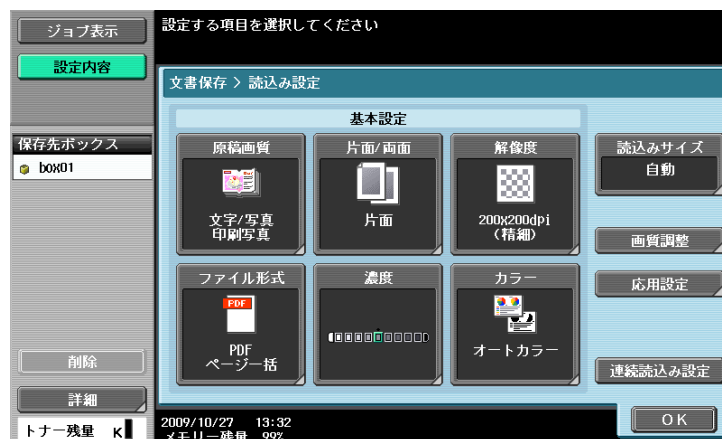 ジョブ表示
設定内容
保存先ボックス
box01
削除
詳細
トナー残量 K
設定する項目を選択してください
文書保存 > 読込み設定
基本設定
原稿画質
文字/写真
印刷写真
片面/両面
片面
解像度
200x200dpi
(精細)
ファイル形式
PDF
PDF
ページ一括
濃度
カラー
オートカラー
読込みサイズ
自動
画質調整
応用設定
連続読込み設定
OK
2009/10/27 13:32
メモリー残量 99%